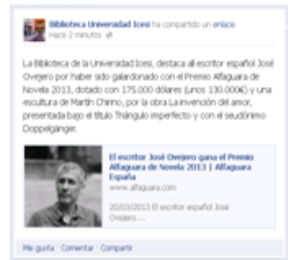 Biblioteca Universidad Icesi ha compartido un enlace.
Hace 2 minutos
La Biblioteca de la Universidad Icesi, destaca al escritor español José
Ovejero por haber sido galardonado con el Premio Alfaguara de
Novela 2013, dotado con 175.000 dólares (unos 130.000€) y una
escultura de Martín Chirino, por la obra La invención del amor,
presentada bajo el título Triángulo imperfecto y con el seudónimo
Doppelgänger.
El escritor José Ovejero gana el Premio
Alfaguara de Novela 2013 | Alfaguara
España
www.alfaguara.com
20/03/2013 El escritor español José
Ovejero....
Me gusta · Comentar · Compartir